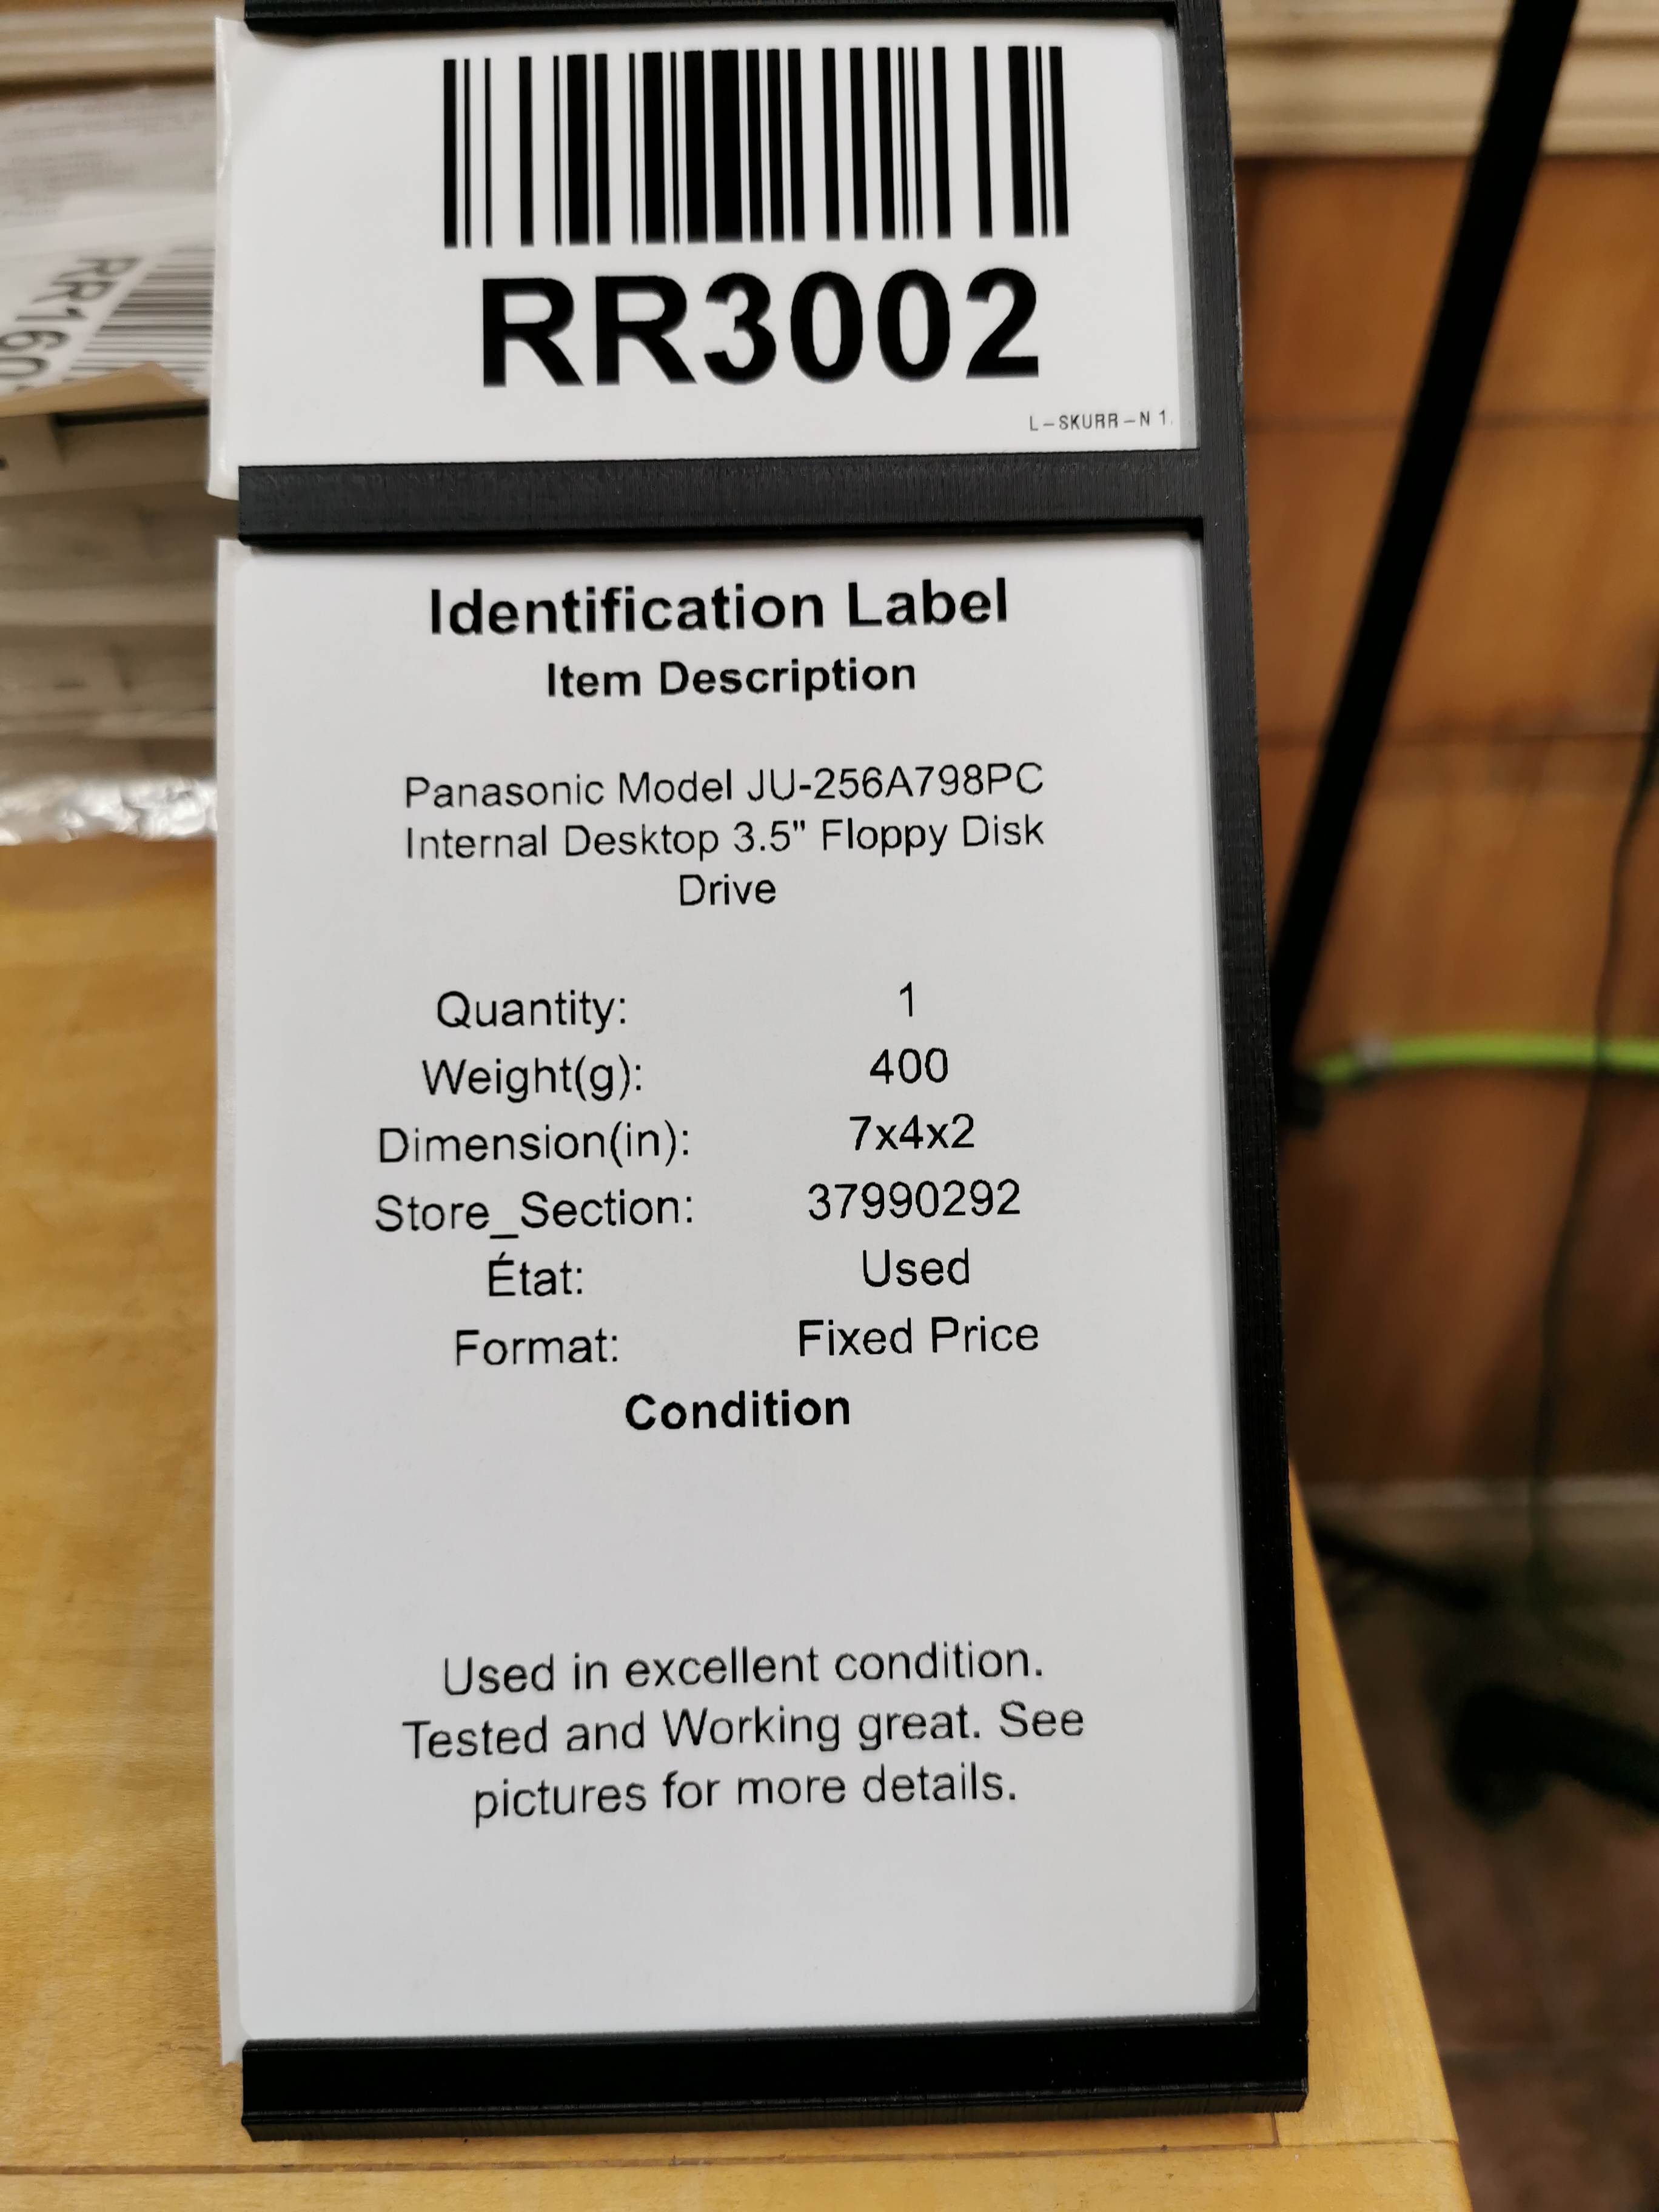 RR3002
L-SKURR-N 1.
Identification Label
Item Description
Panasonic Model JU-256A798PC
Internal Desktop 3.5" Floppy Disk
Drive
Quantity: 1
Weight(g): 400
Dimension(in): 7x4x2
Store_Section: 37990292
État: Used
Format: Fixed Price
Condition
Used in excellent condition.
Tested and Working great. See
pictures for more details.
RR160